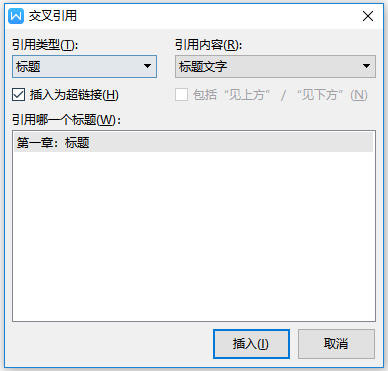 交叉引用
引用类型(T):
引用内容(R):
标题
标题文字
插入为超链接(H)
包括“见上方” / “见下方”(N)
引用哪一个标题(W):
第一章：标题
插入(I)
取消